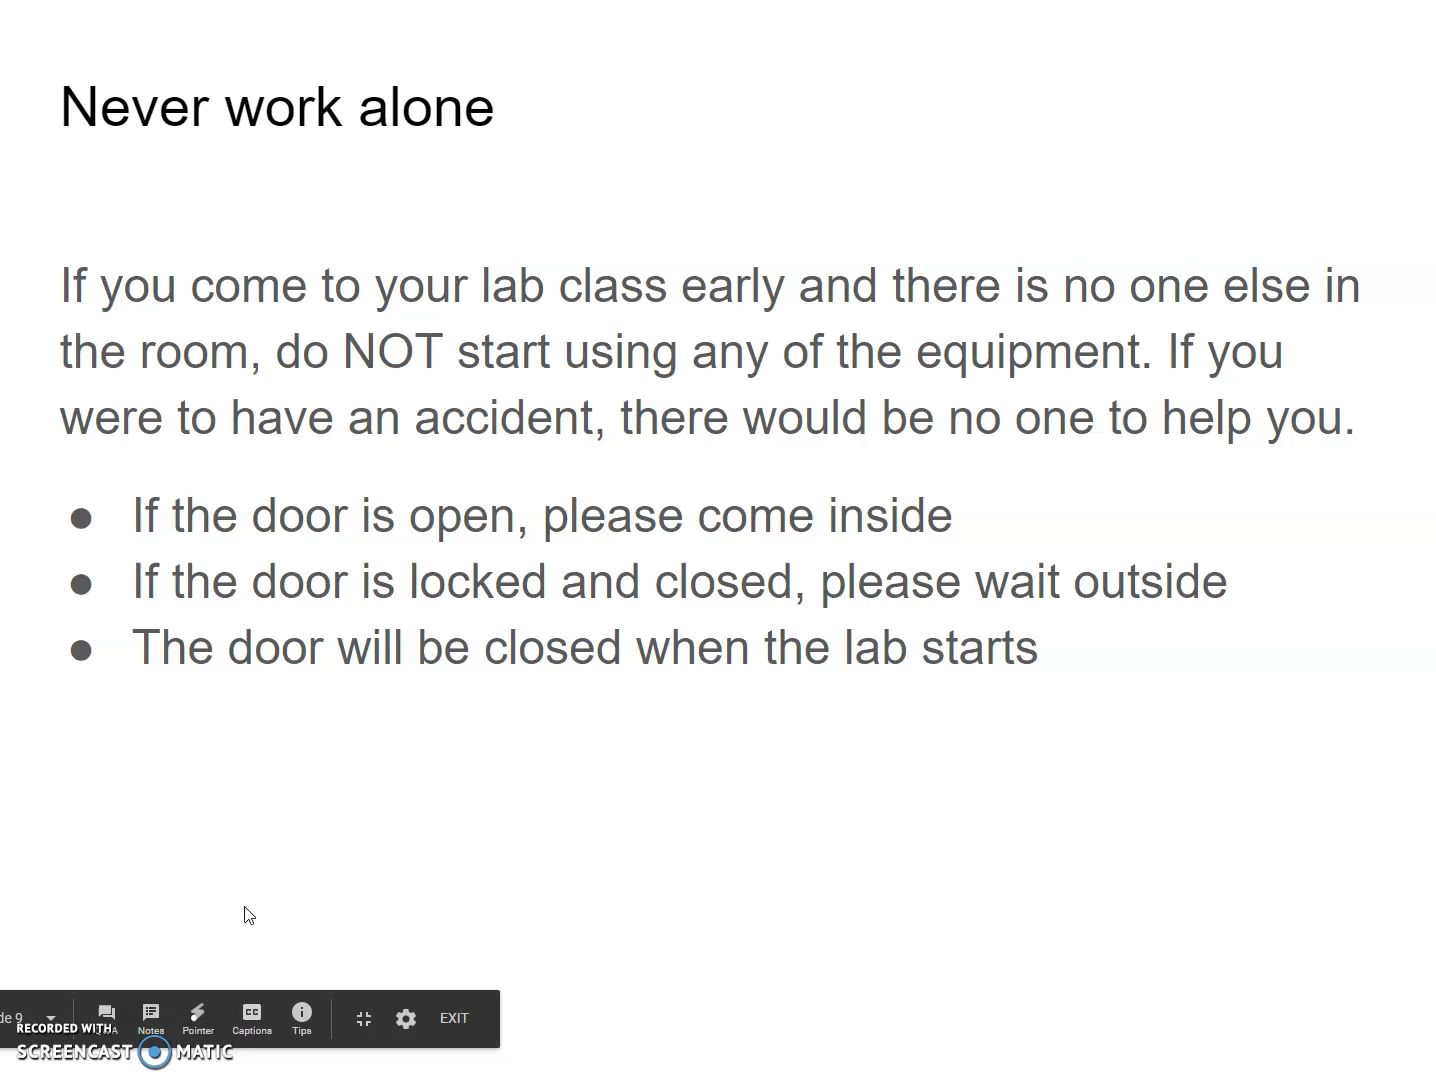 Never work alone
If you come to your lab class early and there is no one else in
the room, do NOT start using any of the equipment. If you
were to have an accident, there would be no one to help you.
● If the door is open, please come inside
● If the door is locked and closed, please wait outside
● The door will be closed when the lab starts
de 9
Notes Pointer Captions Tips EXIT
RECORDED WITH
SCREENCAST MATIC